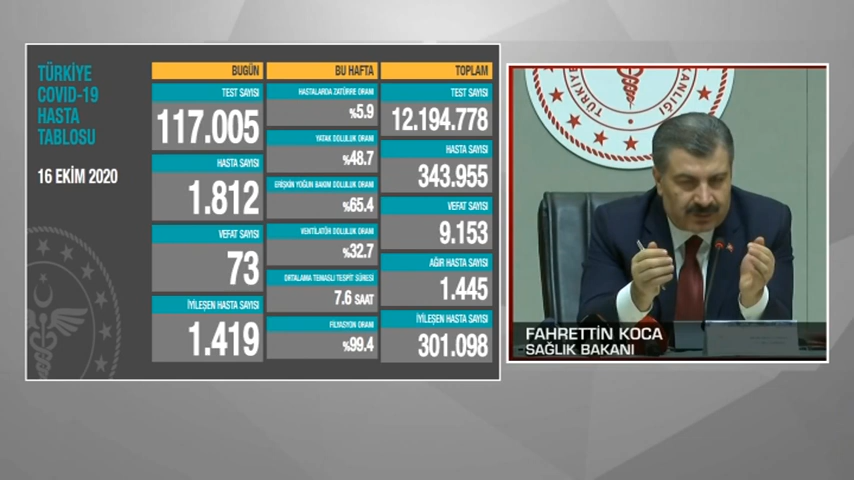 TÜRKİYE
COVID-19
HASTA
TABLOSU
16 EKİM 2020
BUGÜN
TEST SAYISI
117.005
HASTA SAYISI
1.812
VEFAT SAYISI
73
İYİLEŞEN HASTA SAYISI
1.419
BU HAFTA
HASTALARDA ZATÜRRE ORANI
%5.9
YATAK DOLULUK ORANI
%48.7
ERİŞKİN YOĞUN BAKIM DOLULUK ORANI
%65.4
VENTİLATÖR DOLULUK ORANI
%32.7
ORTALAMA TEMASLI TESPİT SÜRESİ
7.6 SAAT
FİLYASYON ORANI
%99.4
TOPLAM
TEST SAYISI
12.194.778
HASTA SAYISI
343.955
VEFAT SAYISI
9.153
AĞIR HASTA SAYISI
1.445
İYİLEŞEN HASTA SAYISI
301.098
TÜRKİYE
KANLIĞI
FAHRETTİN KOCA
SAĞLIK BAKANI